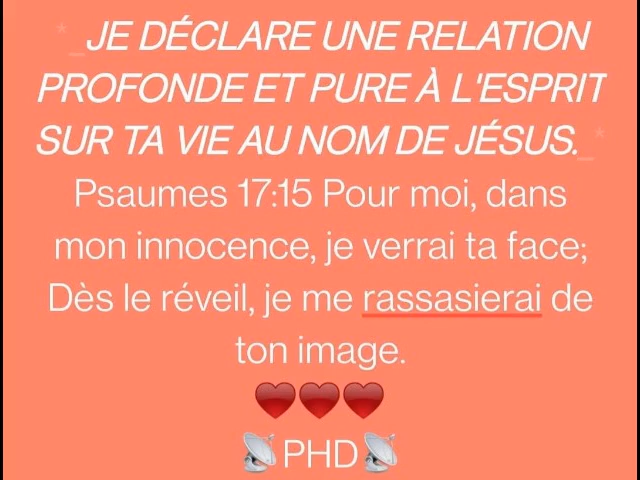 *_JE DÉCLARE UNE RELATION
PROFONDE ET PURE À L'ESPRIT
SUR TA VIE AU NOM DE JÉSUS._*
Psaumes 17:15 Pour moi, dans
mon innocence, je verrai ta face;
Dès le réveil, je me rassasierai de
ton image.
❤️❤️❤️
📡PHD📡